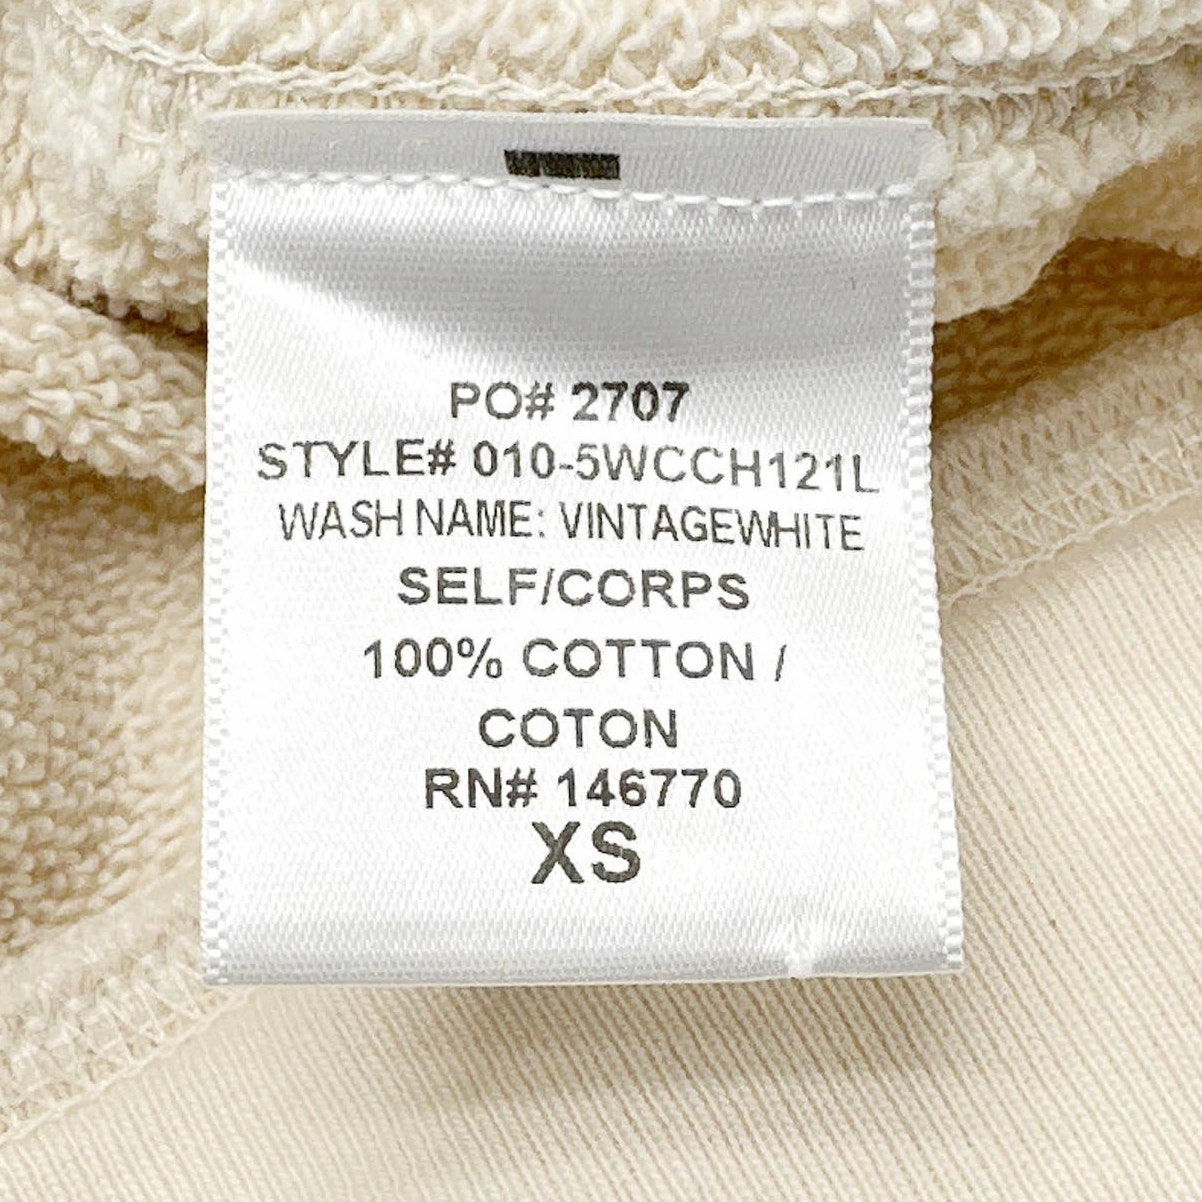 PO# 2707
STYLE# 010-5WCCH121L
WASH NAME: VINTAGEWHITE
SELF/CORPS
100% COTTON /
COTON
RN# 146770
XS